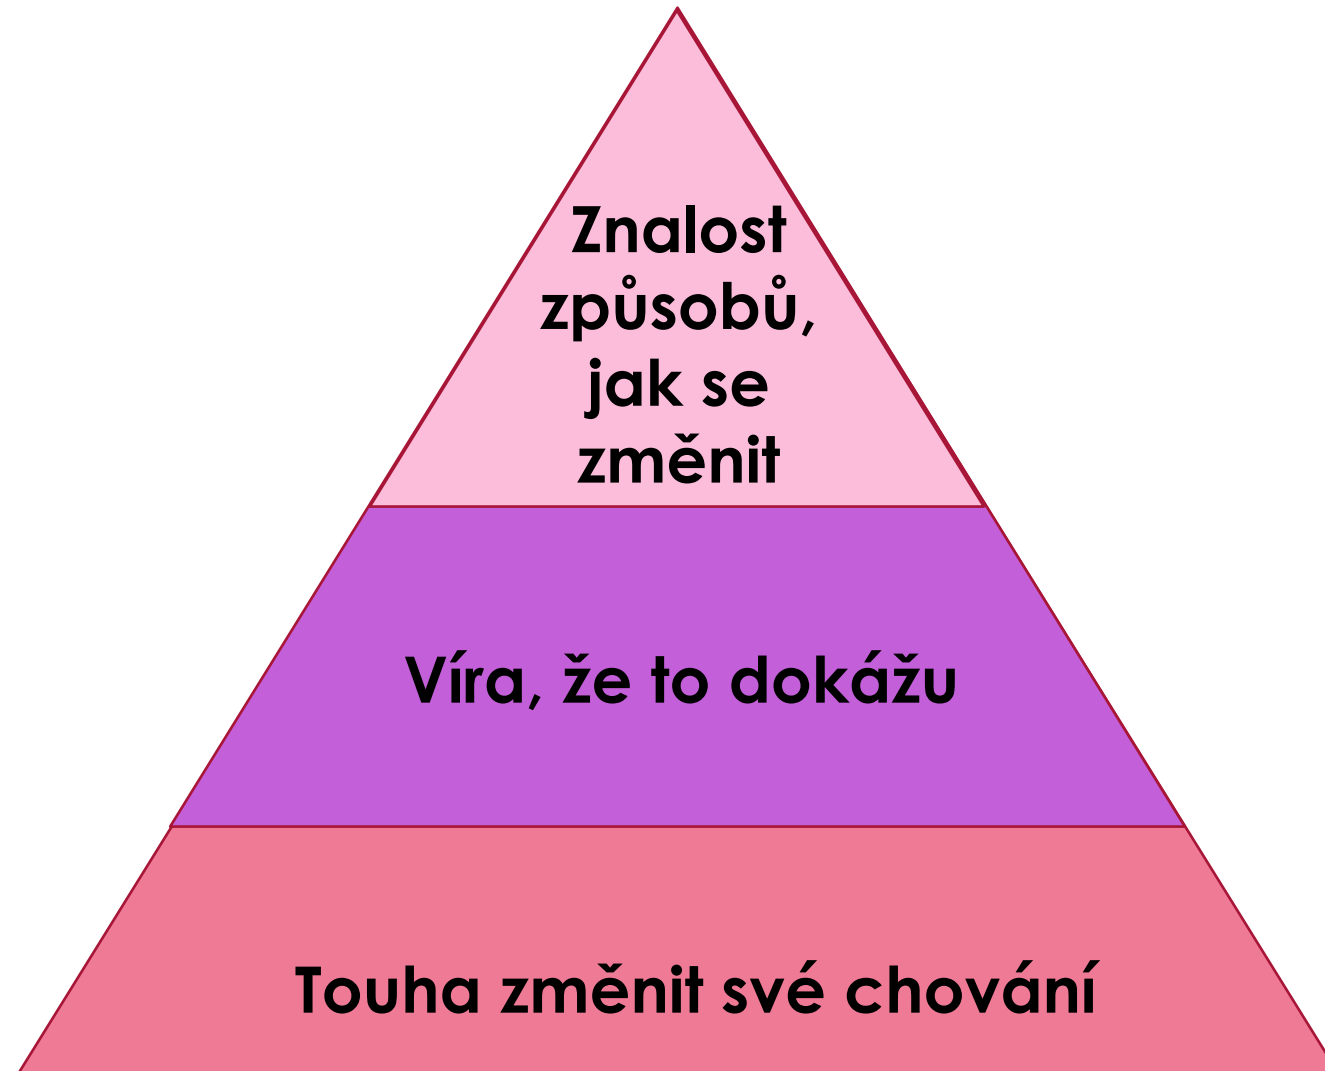 Znalost
způsobů,
jak se
změnit
Víra, že to dokážu
Touha změnit své chování